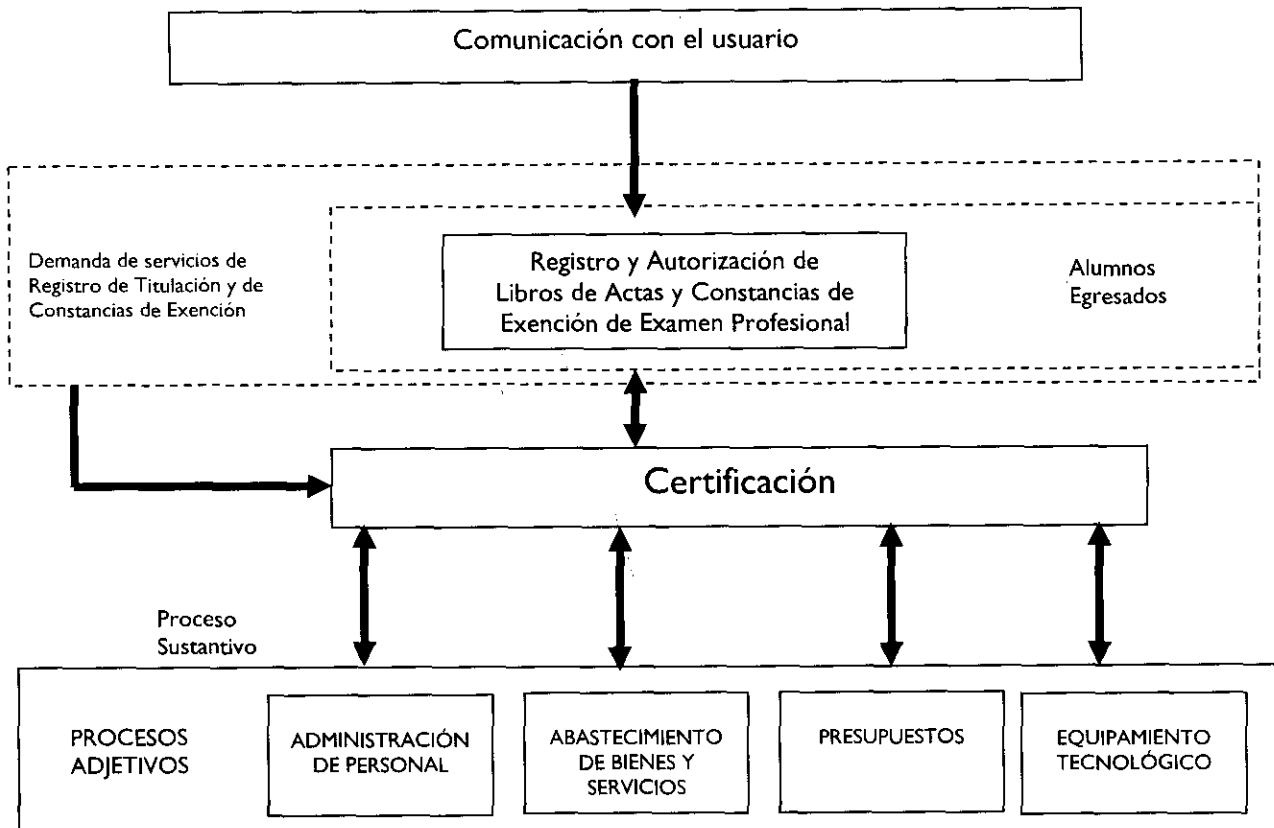 Comunicación con el usuario
Demanda de servicios de
Registro de Titulación y de
Constancias de Exención
Registro y Autorización de
Libros de Actas y Constancias de
Exención de Examen Profesional
Alumnos
Egresados
Certificación
Proceso
Sustantivo
PROCESOS
ADJETIVOS
ADMINISTRACIÓN
DE PERSONAL
ABASTECIMIENTO
DE BIENES Y
SERVICIOS
PRESUPUESTOS
EQUIPAMIENTO
TECNOLÓGICO